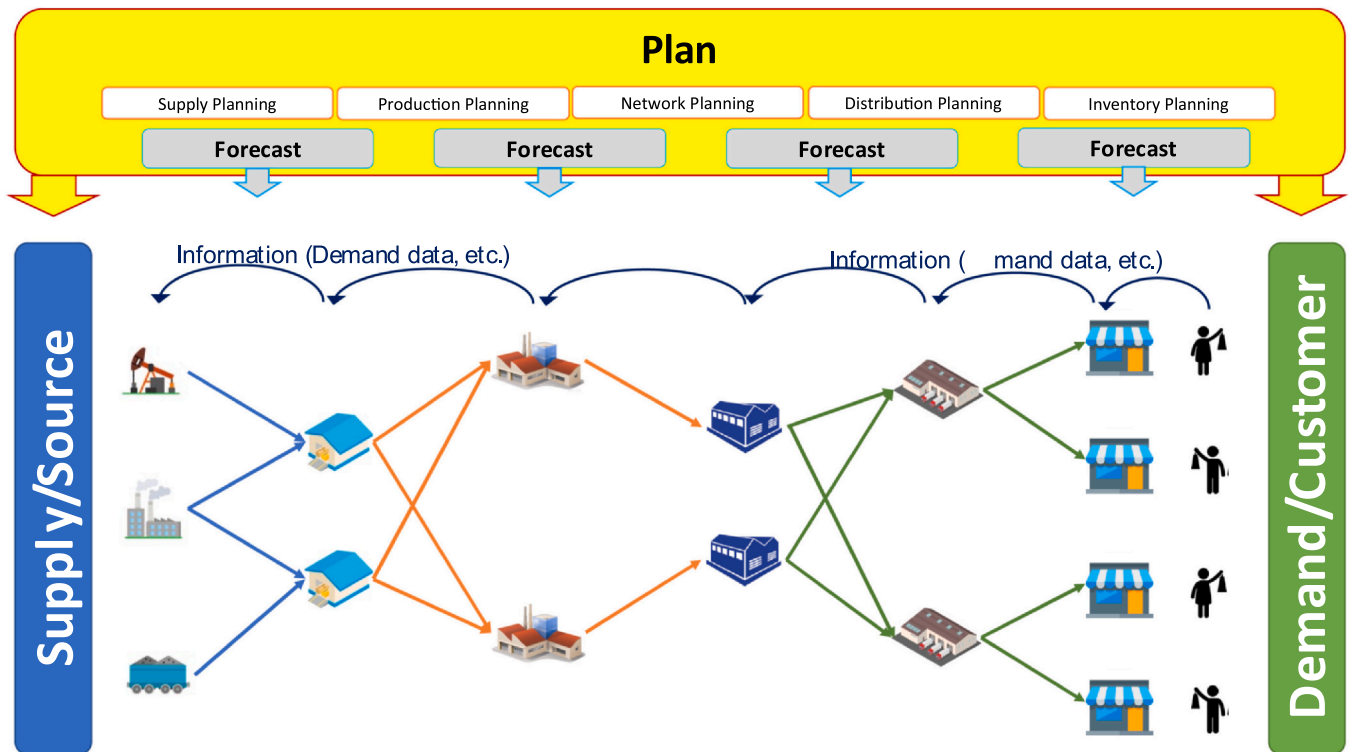 Plan
Supply Planning
Production Planning
Network Planning
Distribution Planning
Inventory Planning
Forecast
Forecast
Forecast
Forecast
Information (Demand data, etc.)
Information ( mand data, etc.)
Supply/Source
Demand/Customer